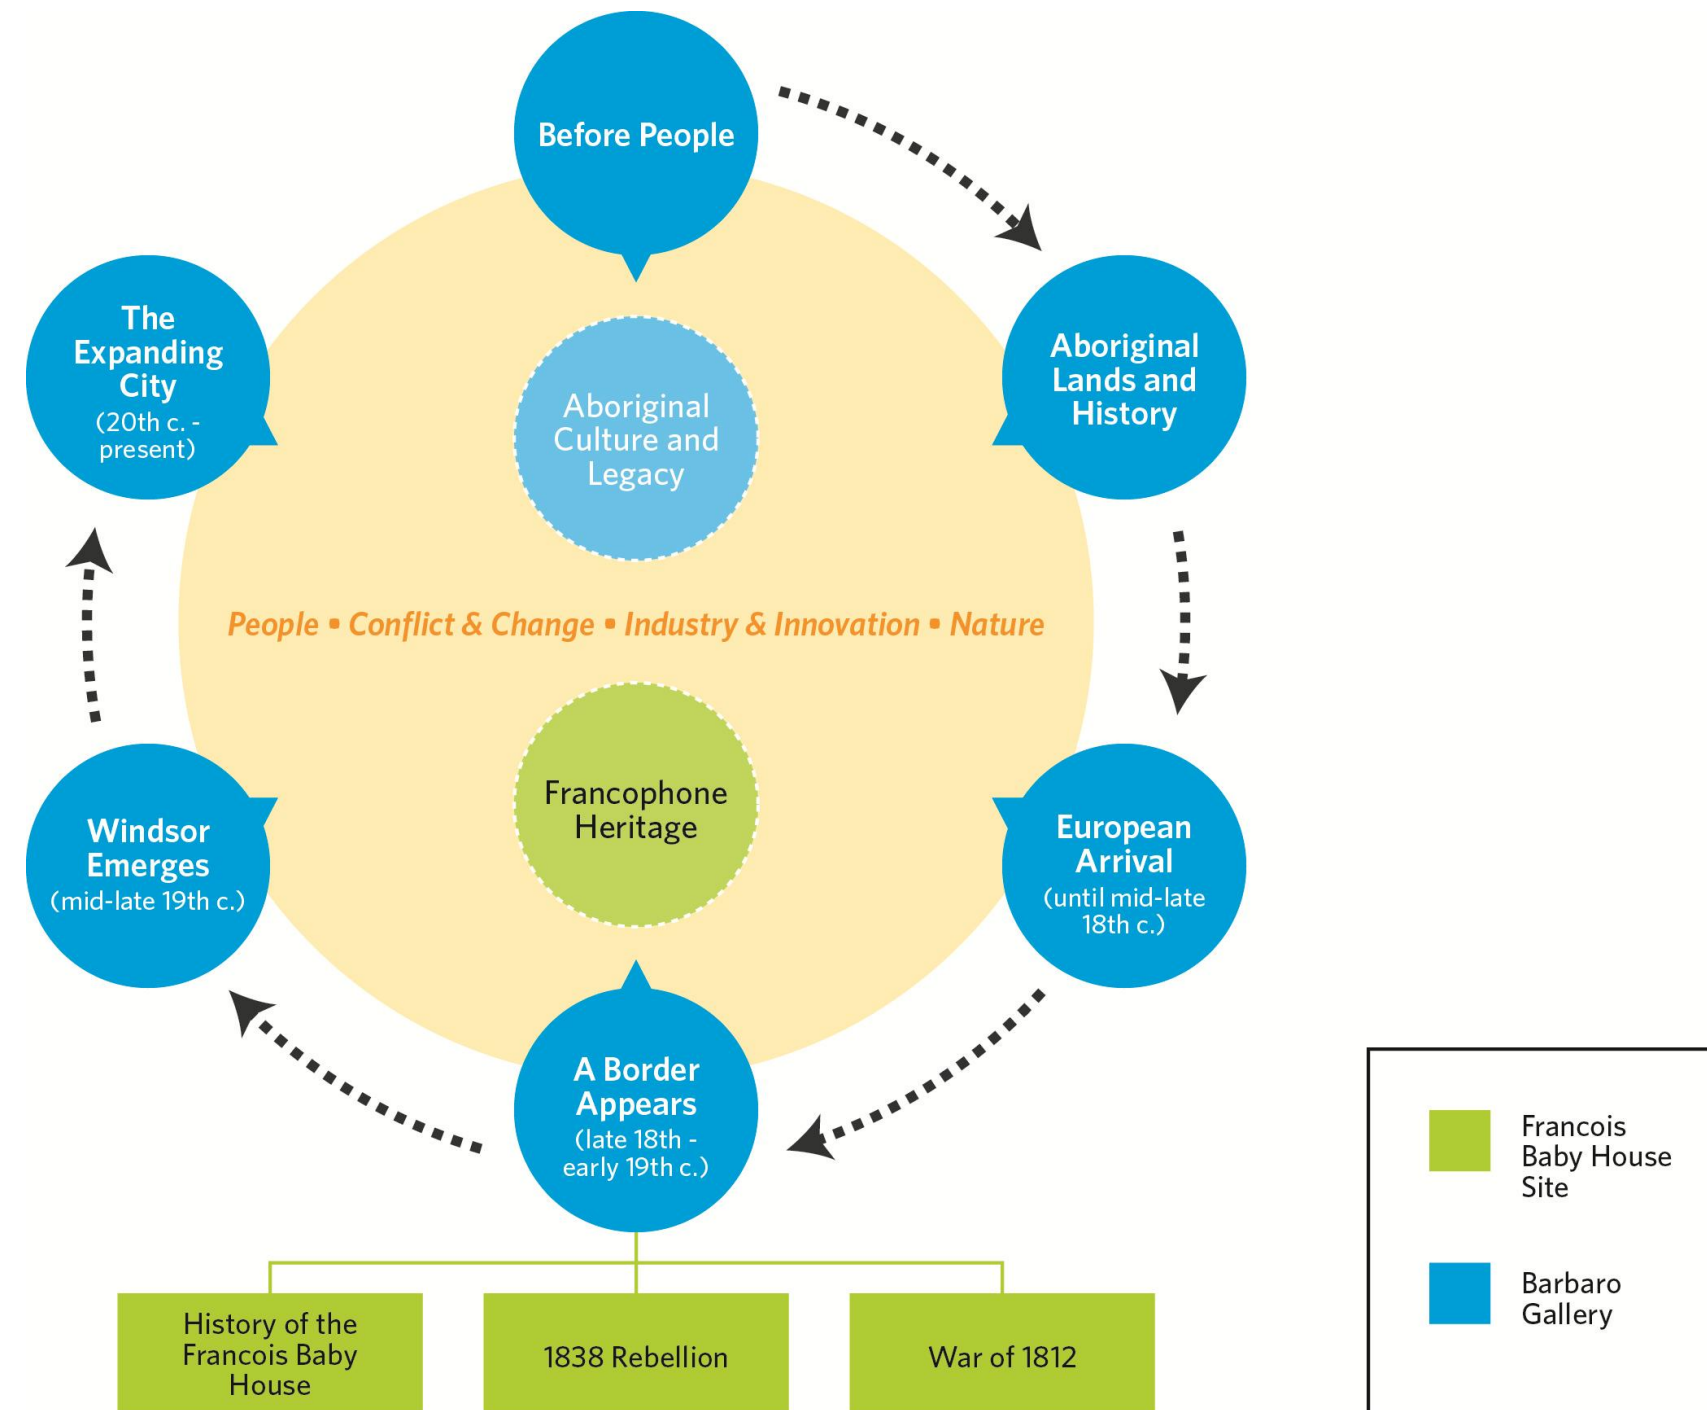 Before People
The
Expanding
City
(20th c. -
present)
Aboriginal
Lands and
History
Aboriginal
Culture and
Legacy
People ▪ Conflict & Change ▪ Industry & Innovation ▪ Nature
Francophone
Heritage
Windsor
Emerges
(mid-late 19th c.)
European
Arrival
(until mid-late
18th c.)
A Border
Appears
(late 18th -
early 19th c.)
History of the
Francois Baby
House
1838 Rebellion
War of 1812
Francois
Baby House
Site
Barbaro
Gallery